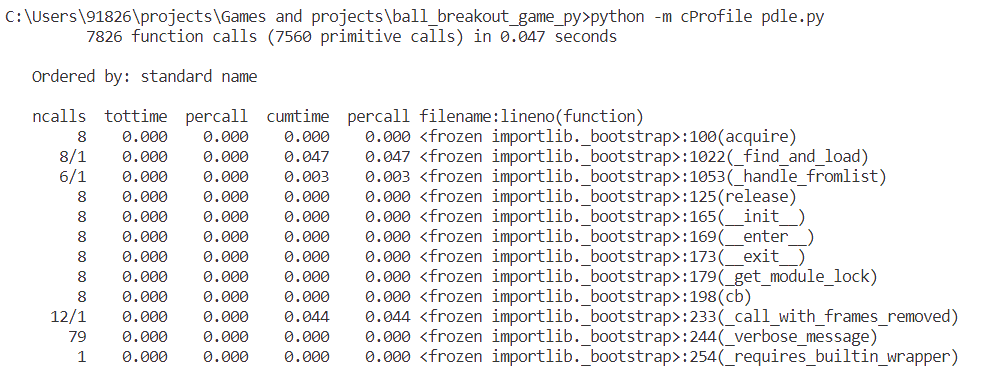 C:\Users\91826\projects\Games and projects\ball_breakout_game_py>python -m cProfile pdle.py
7826 function calls (7560 primitive calls) in 0.047 seconds
Ordered by: standard name
ncalls tottime percall cumtime percall filename:lineno(function)
8 0.000 0.000 0.000 0.000 <frozen importlib._bootstrap>:100(acquire)
8/1 0.000 0.000 0.047 0.047 <frozen importlib._bootstrap>:1022(_find_and_load)
6/1 0.000 0.000 0.003 0.003 <frozen importlib._bootstrap>:1053(_handle_fromlist)
8 0.000 0.000 0.000 0.000 <frozen importlib._bootstrap>:125(release)
8 0.000 0.000 0.000 0.000 <frozen importlib._bootstrap>:165(__init__)
8 0.000 0.000 0.000 0.000 <frozen importlib._bootstrap>:169(__enter__)
8 0.000 0.000 0.000 0.000 <frozen importlib._bootstrap>:173(__exit__)
8 0.000 0.000 0.000 0.000 <frozen importlib._bootstrap>:179(_get_module_lock)
8 0.000 0.000 0.000 0.000 <frozen importlib._bootstrap>:198(cb)
12/1 0.000 0.000 0.044 0.044 <frozen importlib._bootstrap>:233(_call_with_frames_removed)
79 0.000 0.000 0.000 0.000 <frozen importlib._bootstrap>:244(_verbose_message)
1 0.000 0.000 0.000 0.000 <frozen importlib._bootstrap>:254(_requires_builtin_wrapper)